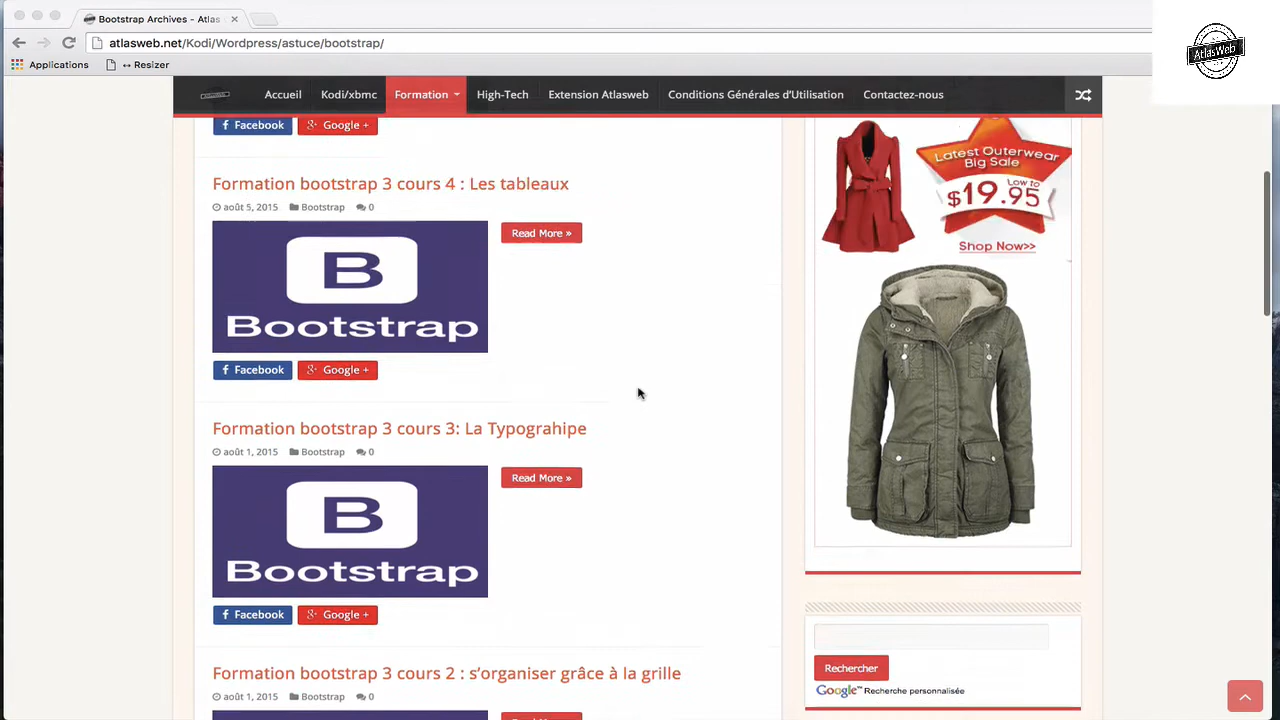 Bootstrap Archives - Atlas
atlasweb.net/Kodi/Wordpress/astuce/bootstrap/
Applications
↔ Resizer
AtlasWeb
Accueil
Kodi/xbmc
Formation
High-Tech
Extension Atlasweb
Conditions Générales d’Utilisation
Contactez-nous
Facebook
Google +
Formation bootstrap 3 cours 4 : Les tableaux
août 5, 2015
Bootstrap
0
Read More »
B
Bootstrap
Facebook
Google +
Formation bootstrap 3 cours 3: La Typograhipe
août 1, 2015
Bootstrap
0
Read More »
B
Bootstrap
Facebook
Google +
Formation bootstrap 3 cours 2 : s’organiser grâce à la grille
août 1, 2015
Bootstrap
0
Latest Outerwear
Big Sale
Low to
$19.95
Shop Now>>
Rechercher
Google™ Recherche personnalisée